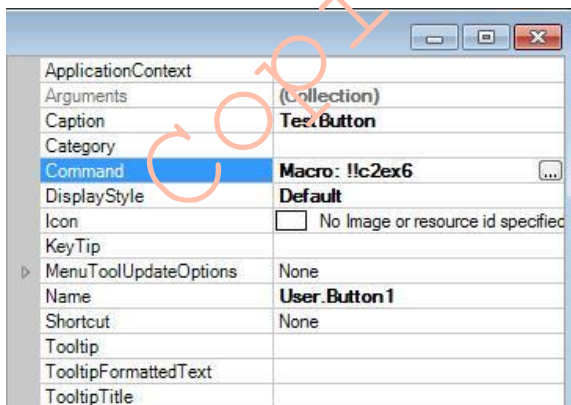 ApplicationContext
Arguments (Collection)
Caption TestButton
Category
Command Macro: !!c2ex6 ...
DisplayStyle Default
Icon No Image or resource id specified
KeyTip
MenuToolUpdateOptions None
Name User.Button1
Shortcut None
Tooltip
TooltipFormattedText
TooltipTitle